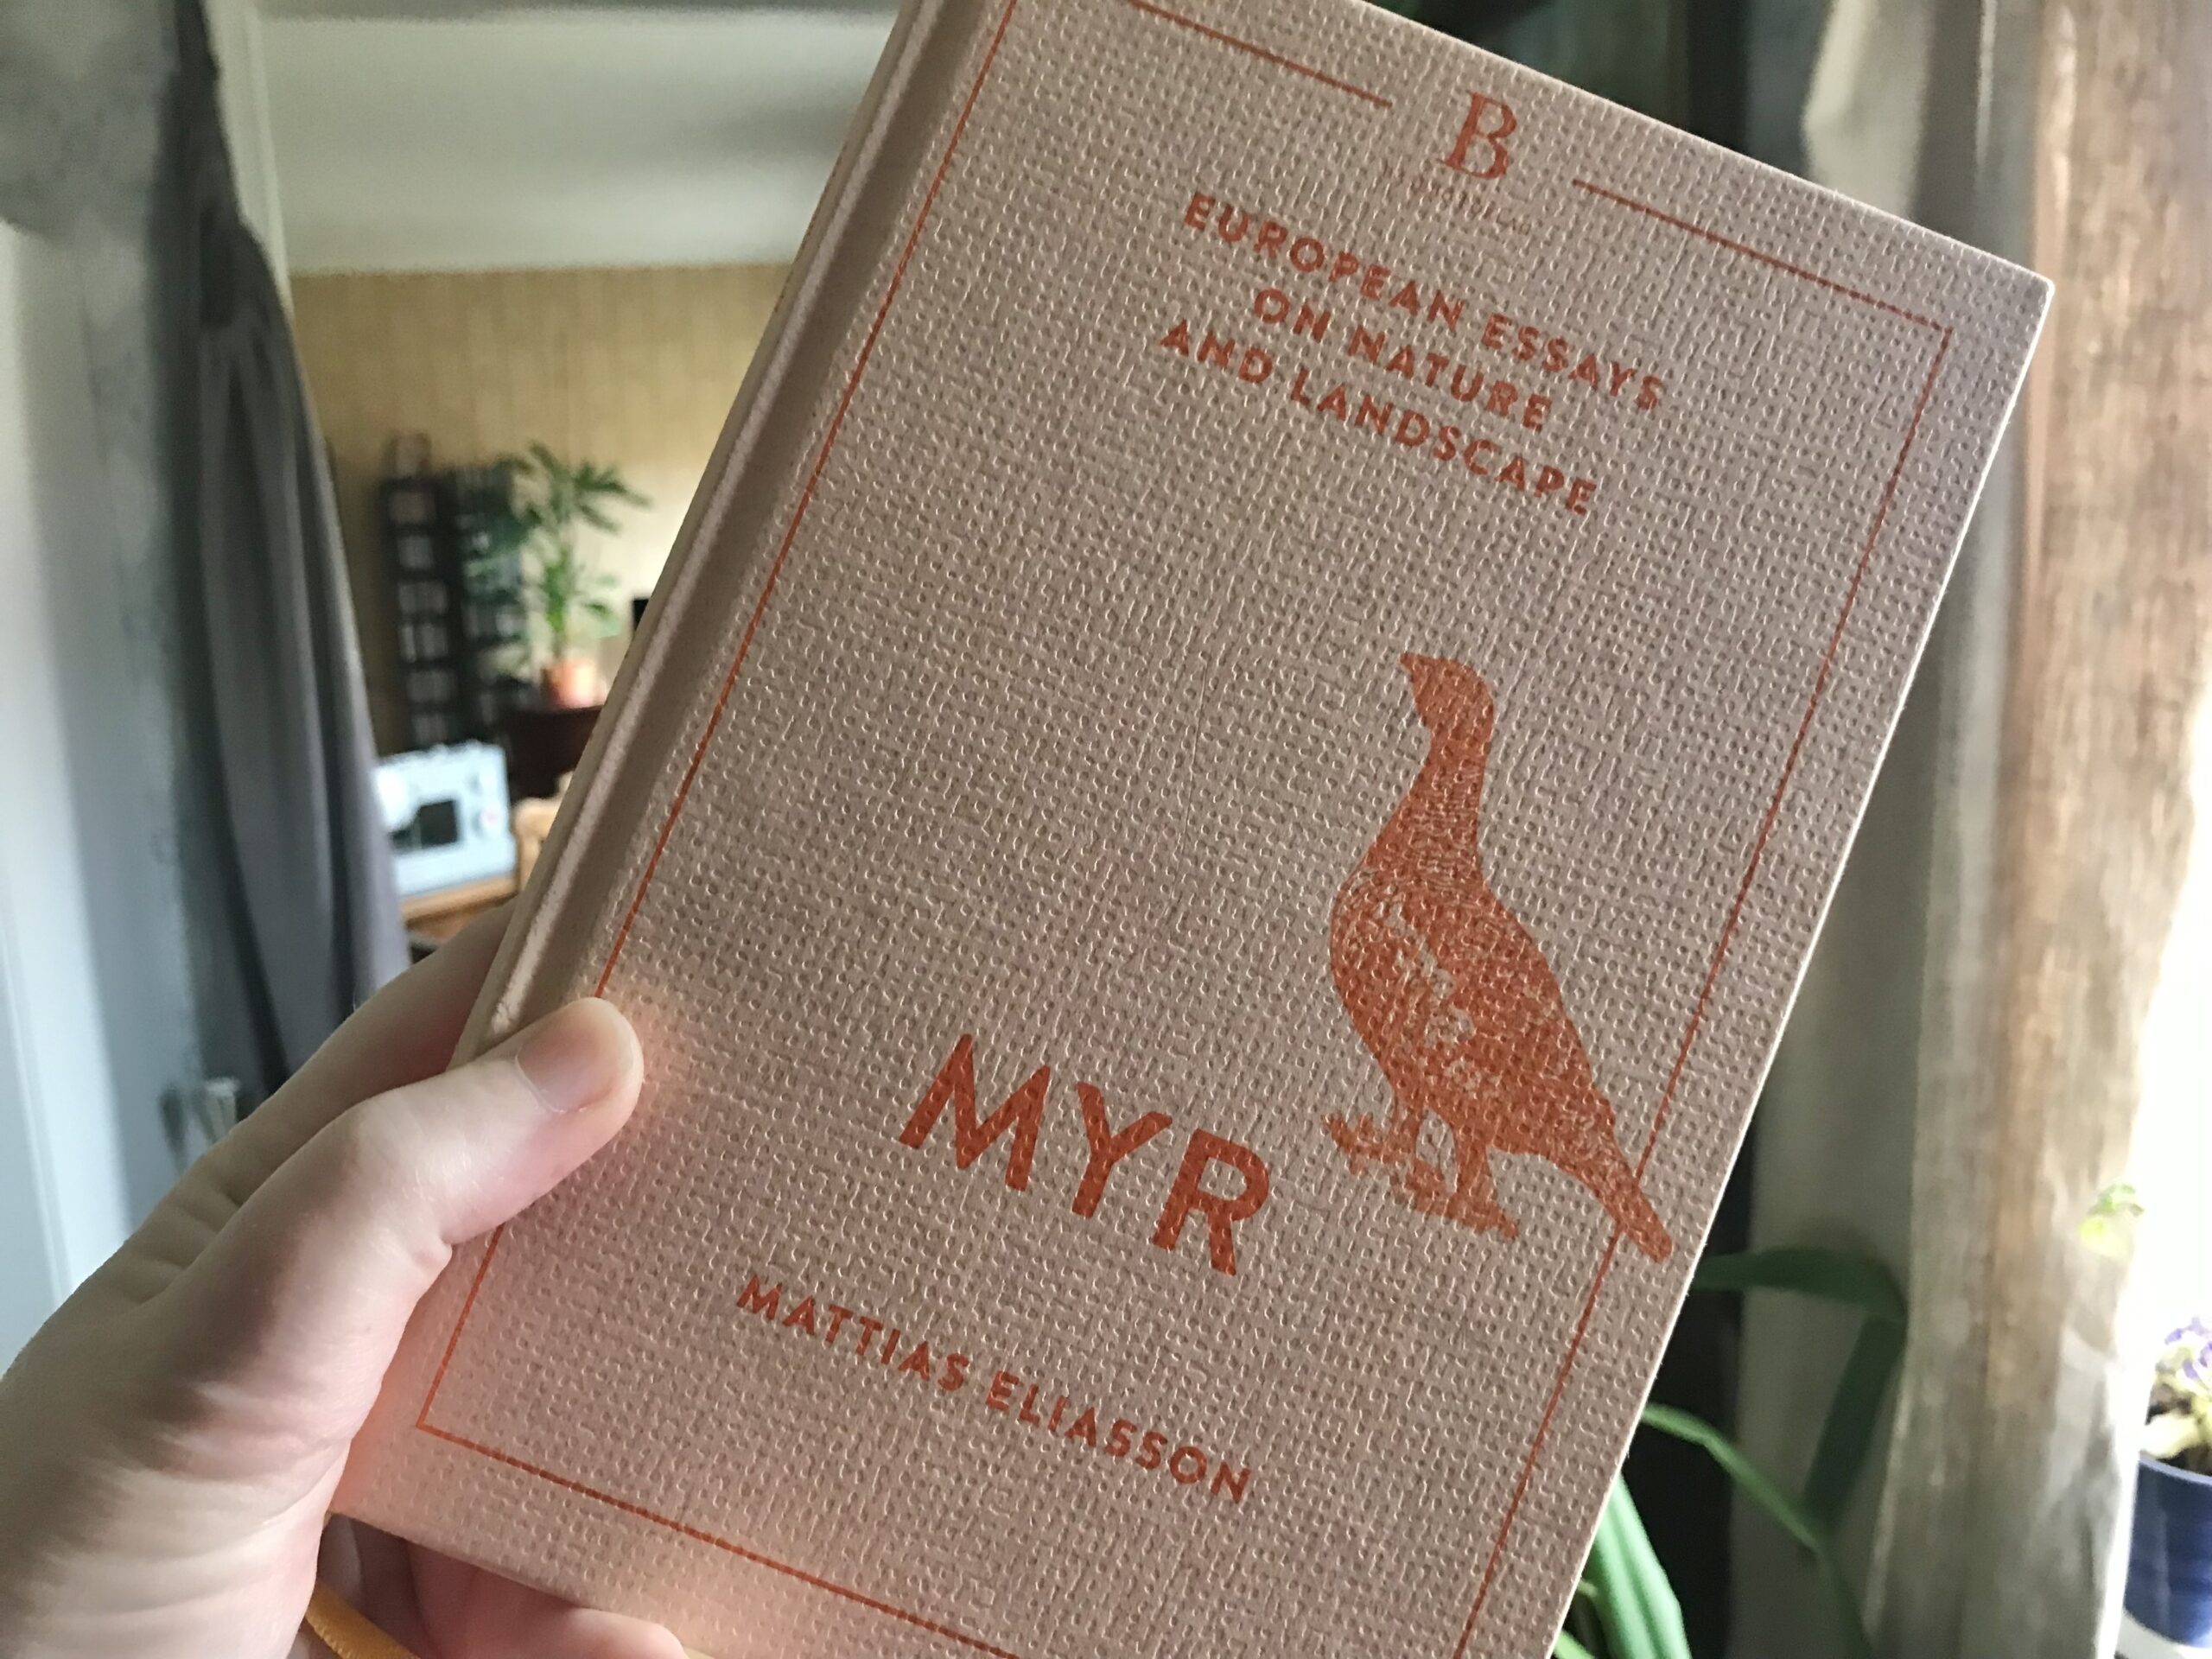 B
EUROPEAN ESSAYS
ON NATURE
AND LANDSCAPE
MYR
MATTIAS ELIASSON